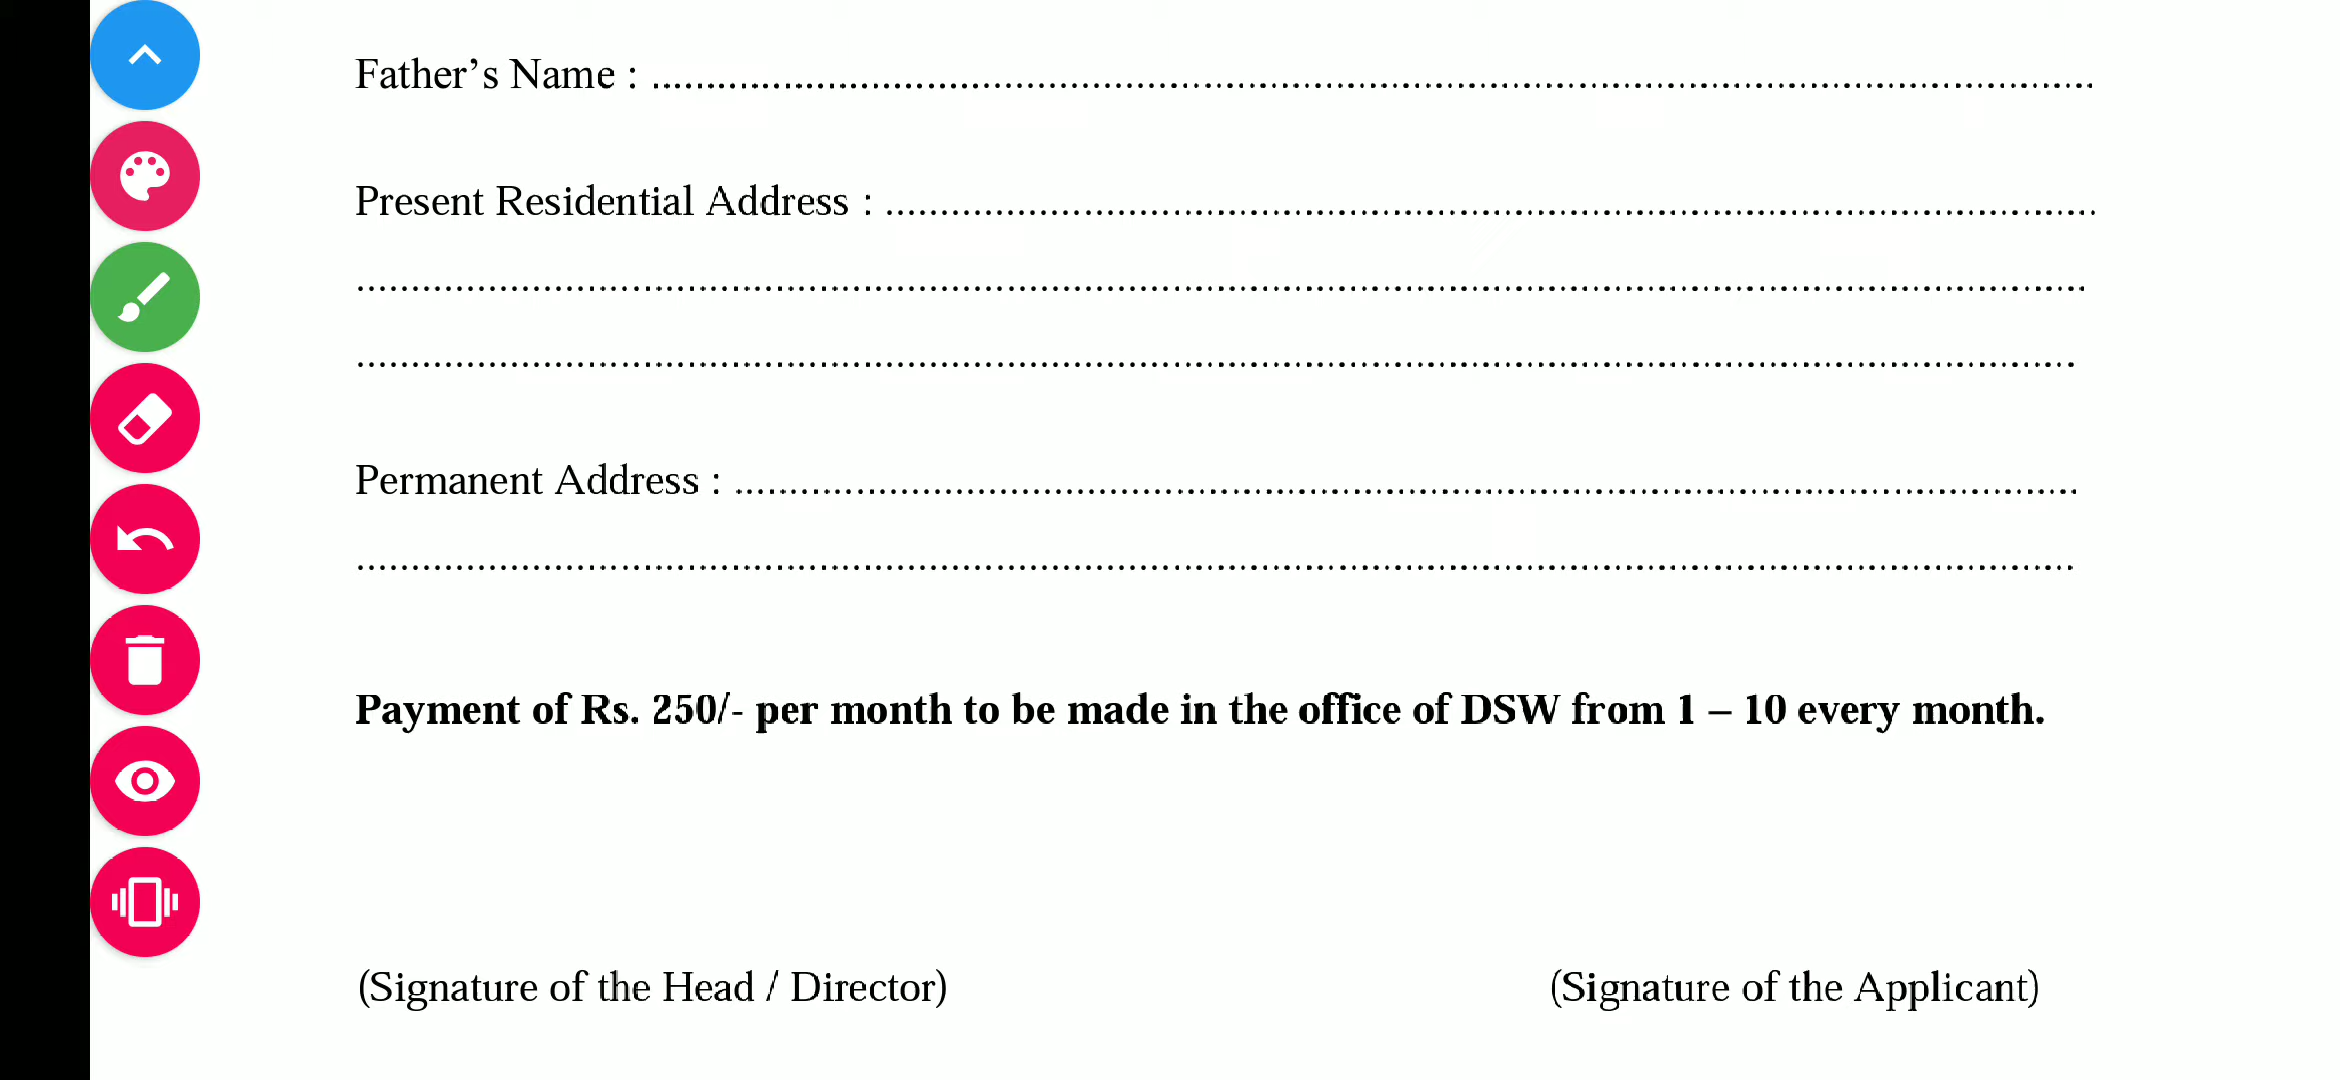 Father’s Name : ........................................................................................................................................
Present Residential Address : ..............................................................................................................
.............................................................................................................................................................
............................................................................................................................................................
Permanent Address : ..........................................................................................................................
............................................................................................................................................................
Payment of Rs. 250/- per month to be made in the office of DSW from 1 – 10 every month.
(Signature of the Head / Director) (Signature of the Applicant)